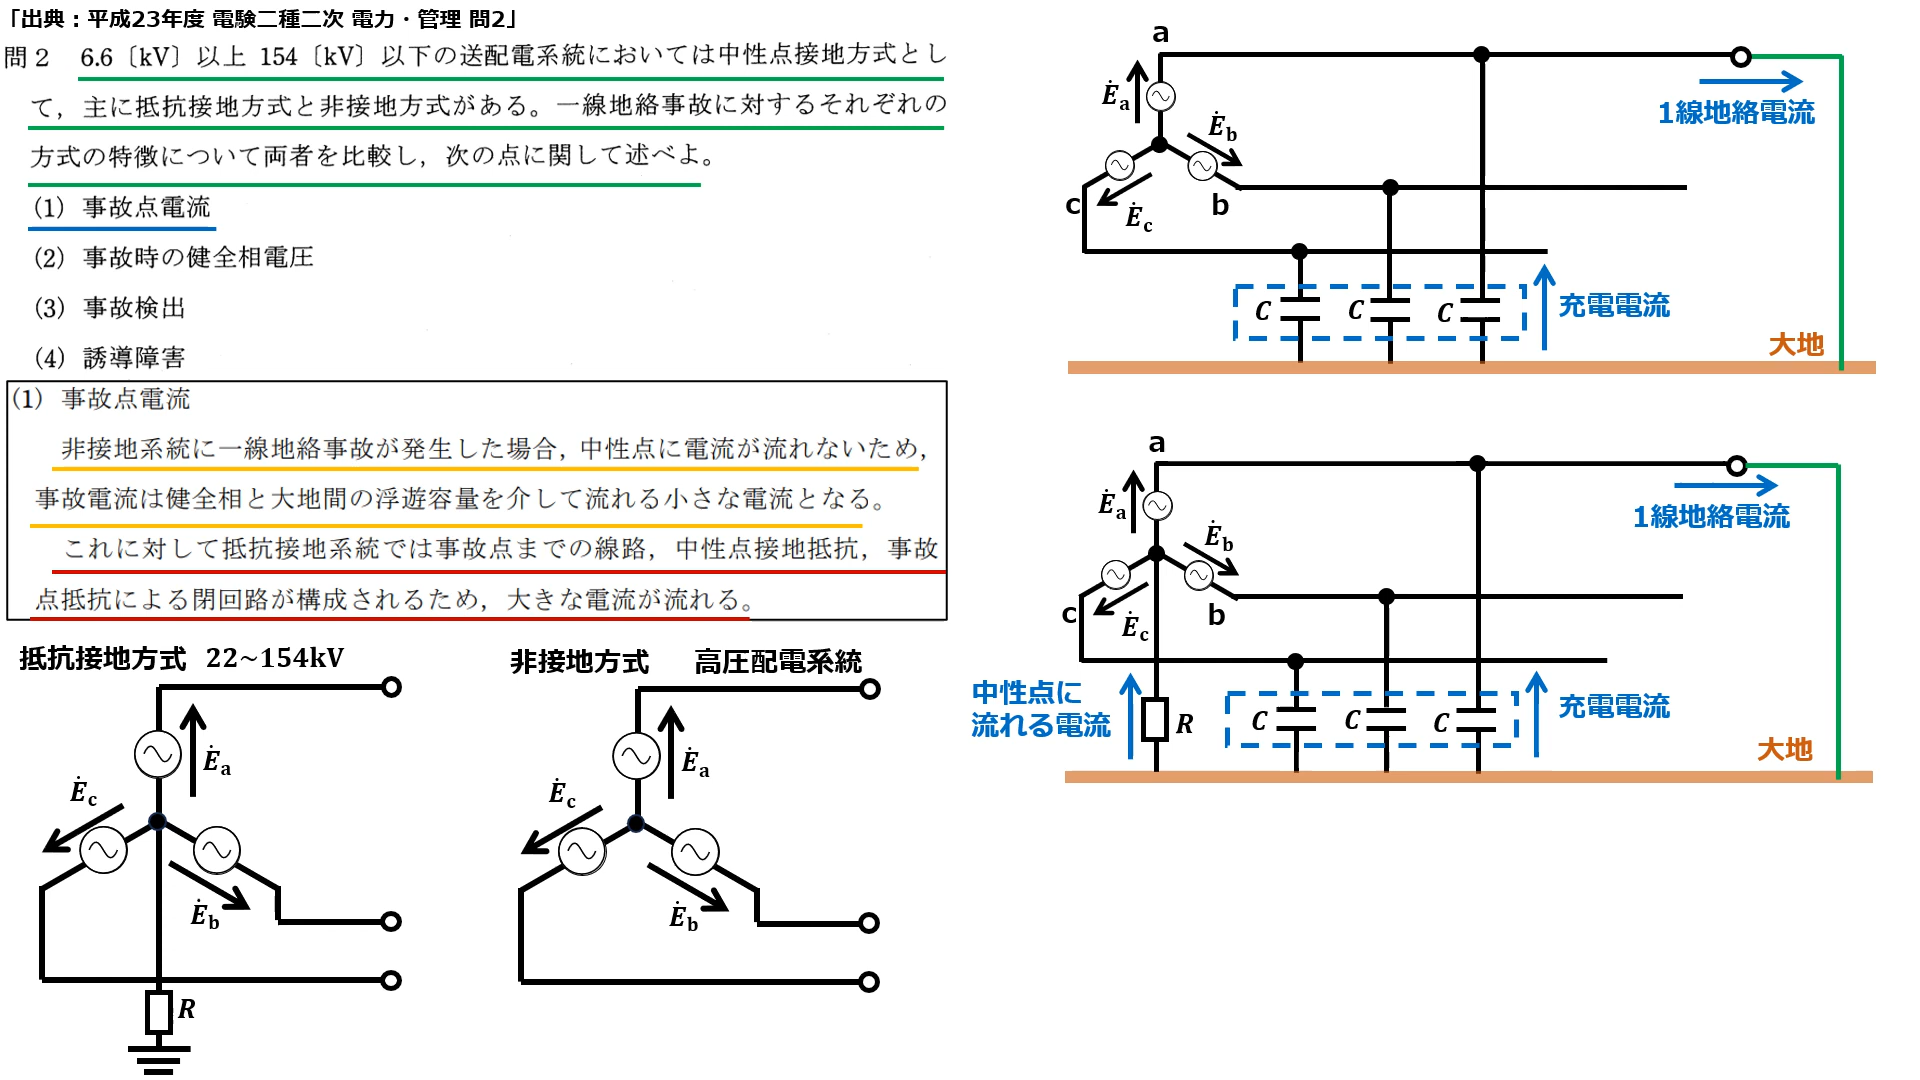 「出典：平成23年度 電験二種二次 電力・管理 問2」
問2 6.6〔kV〕以上 154〔kV〕以下の送配電系統においては中性点接地方式とし
て，主に抵抗接地方式と非接地方式がある。一線地絡事故に対するそれぞれの
方式の特徴について両者を比較し，次の点に関して述べよ。
(1) 事故点電流
(2) 事故時の健全相電圧
(3) 事故検出
(4) 誘導障害
(1) 事故点電流
非接地系統に一線地絡事故が発生した場合，中性点に電流が流れないため，
事故電流は健全相と大地間の浮遊容量を介して流れる小さな電流となる。
これに対して抵抗接地系統では事故点までの線路，中性点接地抵抗，事故
点抵抗による閉回路が構成されるため，大きな電流が流れる。
抵抗接地方式 22~154kV
Ėa
Ėc
Ėb
R
非接地方式 高圧配電系統
Ėa
Ėc
Ėb
a
Ėa
Ėb
1線地絡電流
c
Ėc
b
C
C
C
充電電流
大地
a
Ėa
Ėb
1線地絡電流
c
Ėc
b
中性点に
流れる電流
R
C
C
C
充電電流
大地